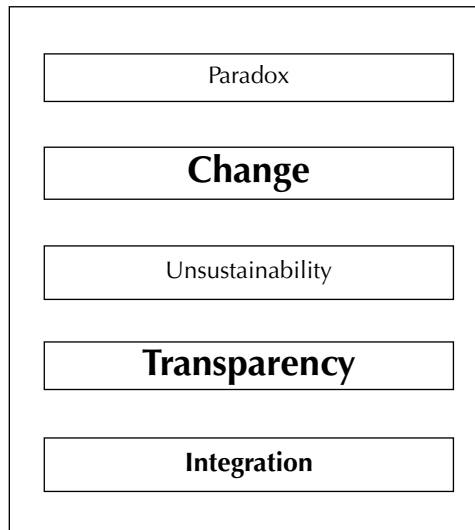 Paradox
Change
Unsustainability
Transparency
Integration